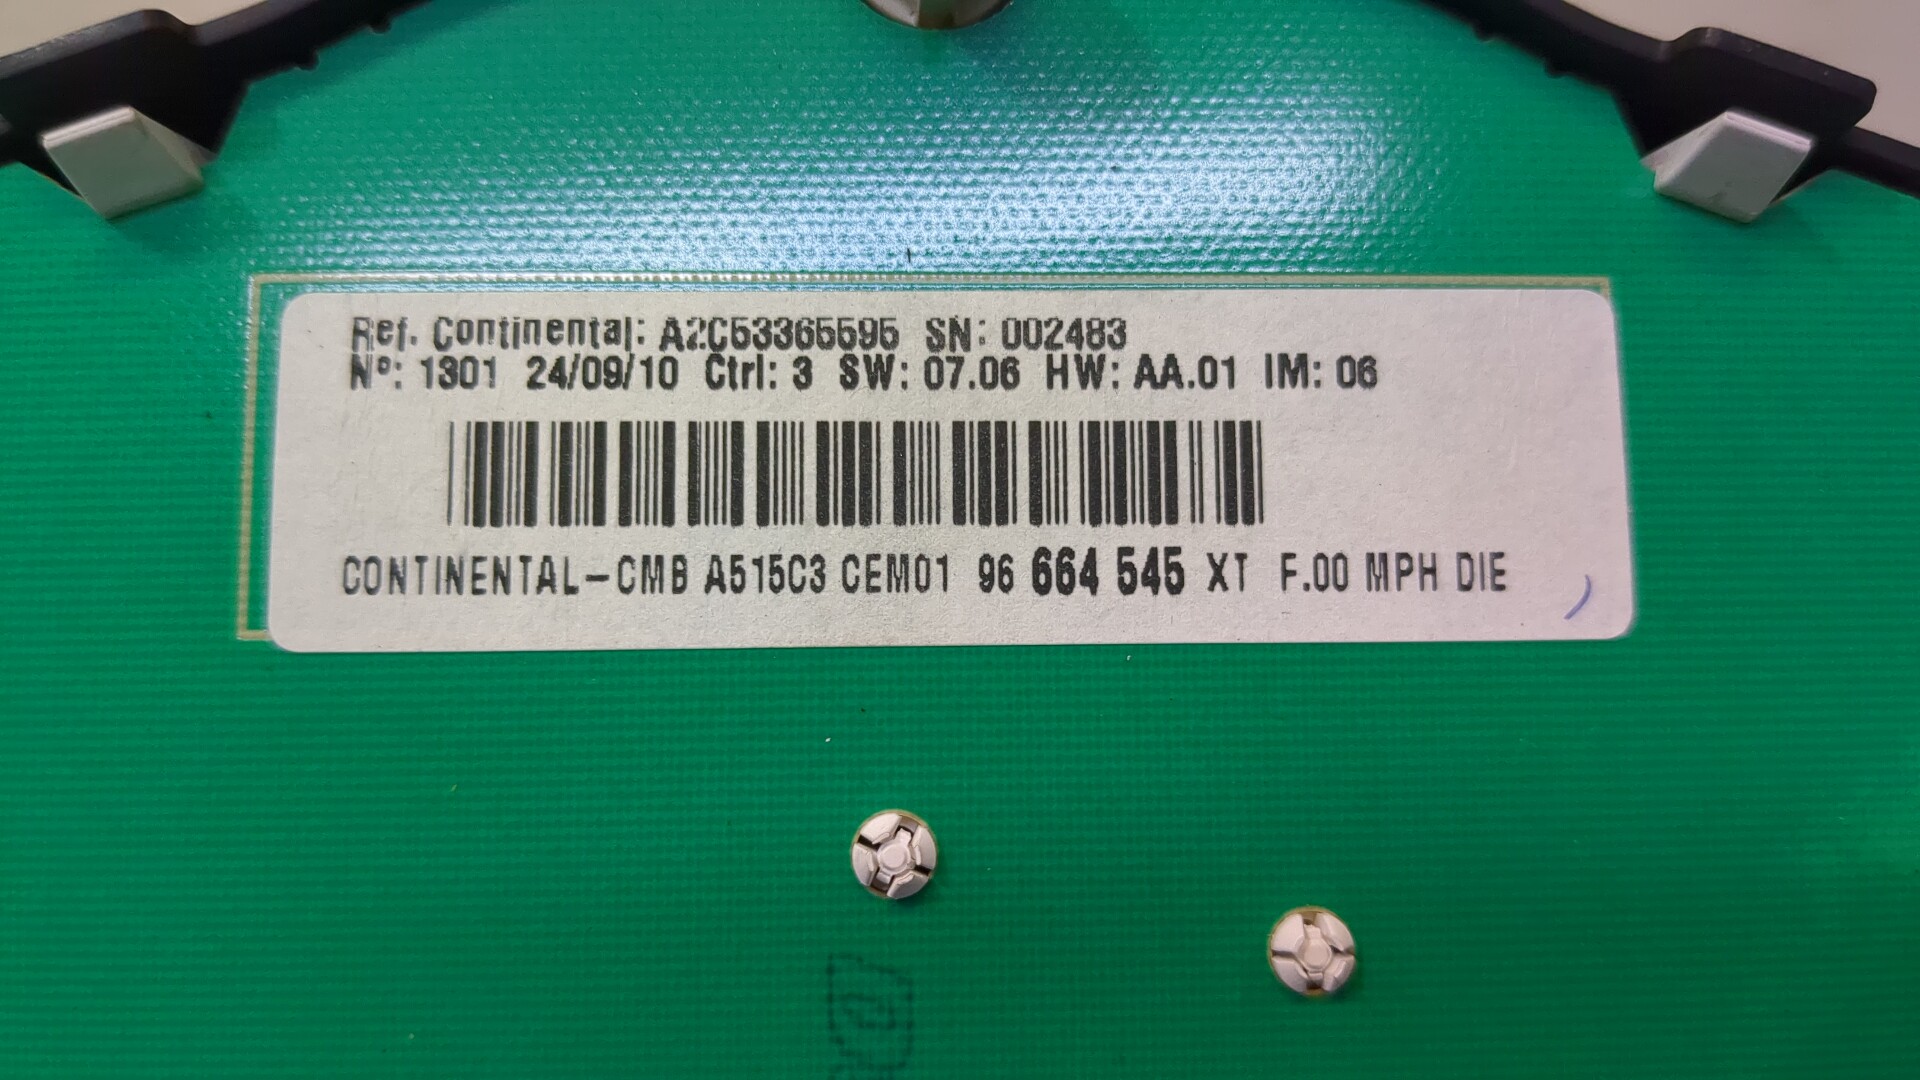 Ref. Continental: A2C53365595 SN: 002483
Nº: 1301 24/09/10 Ctrl: 3 SW: 07.06 HW: AA.01 IM: 06
CONTINENTAL-CMB A515C3 CEM01 96 664 545 XT F.00 MPH DIE